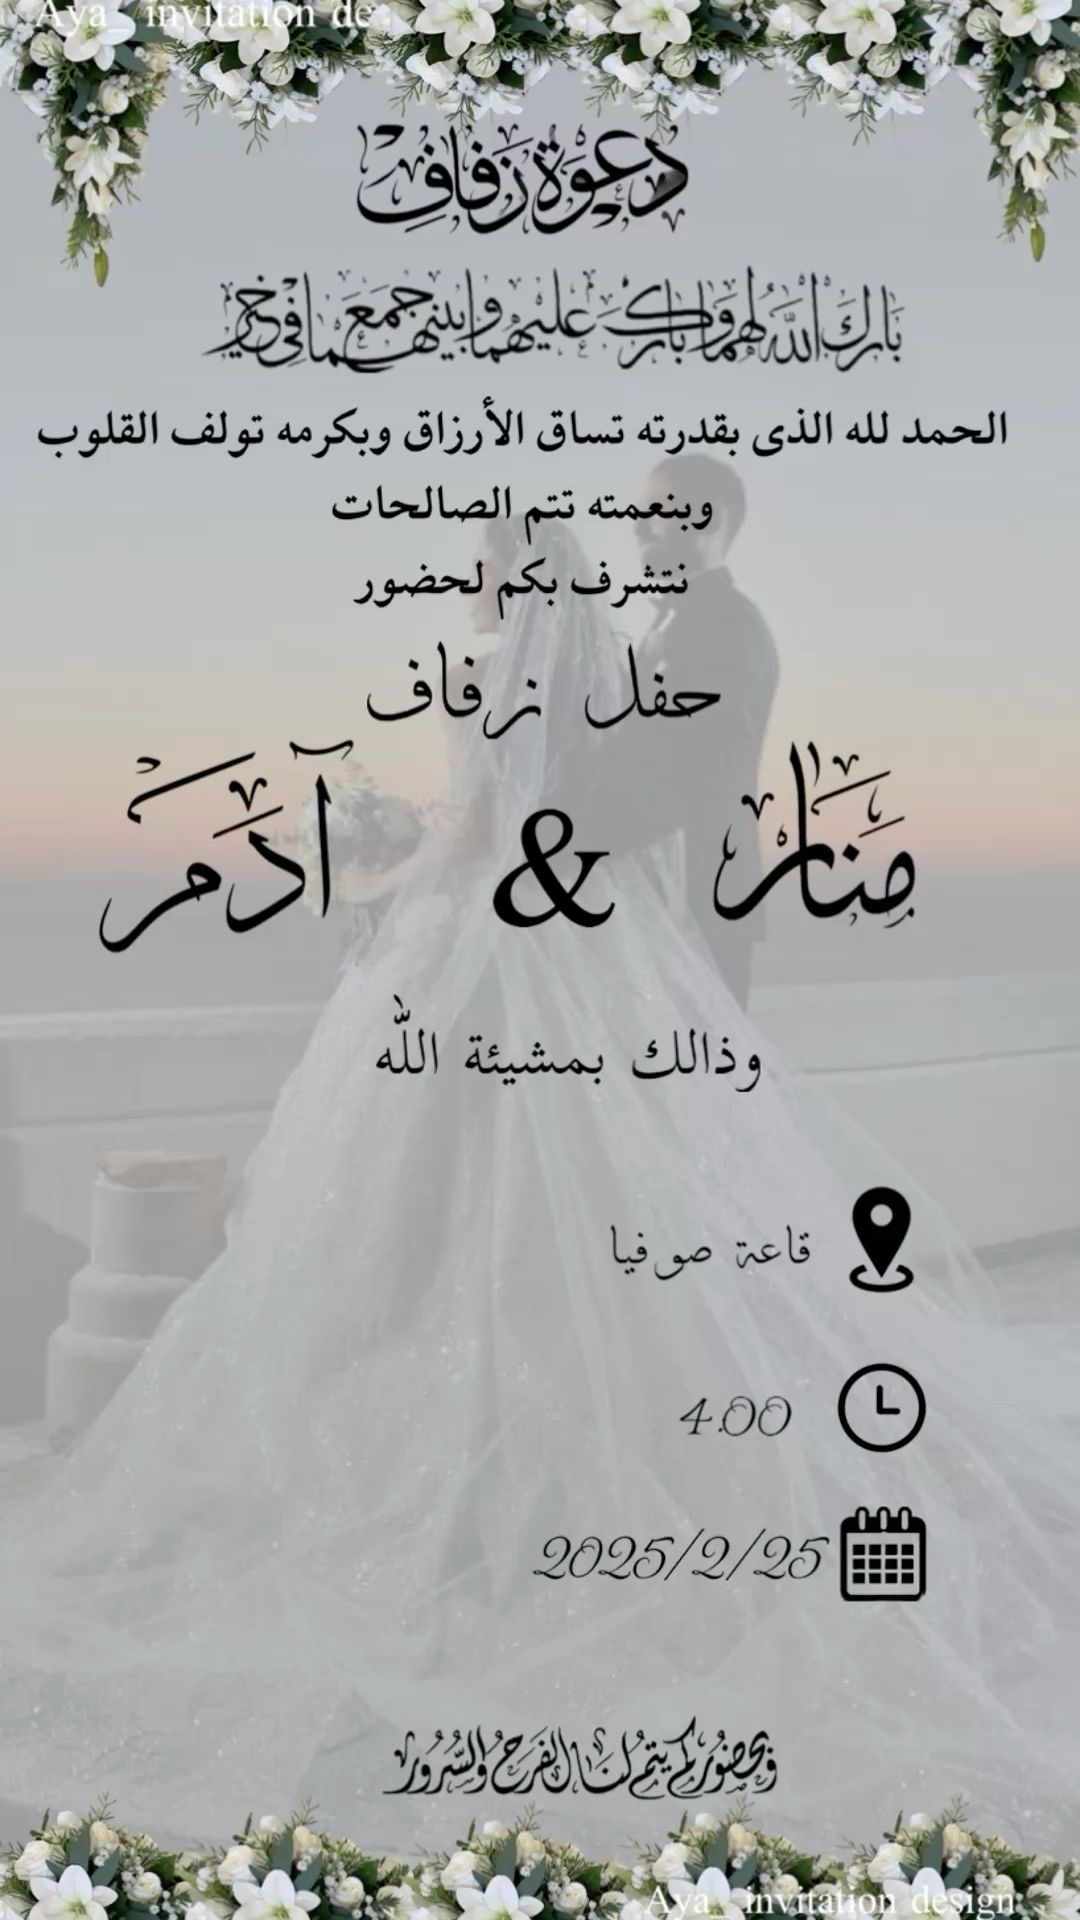 Aya_ invitation de
دعوة زفاف
بارك الله لهما وبارك عليهما وجمع بينهما في خير
الحمد لله الذى بقدرته تساق الأرزاق وبكرمه تولف القلوب
وبنعمته تتم الصالحات
نتشرف بكم لحضور
حفل زفاف
منار & آدم
وذالك بمشيئة الله
قاعة صوفيا
4.00
2025/2/25
وبحضوركم يتم لنا الفرح والسرور
Aya_ invitation design